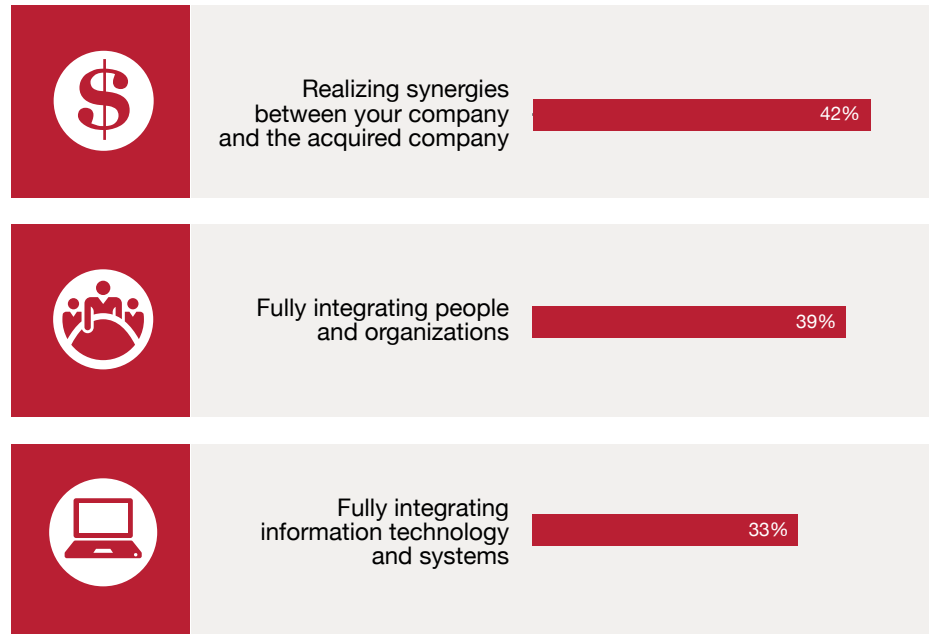 $
Realizing synergies
between your company
and the acquired company
42%
Fully integrating people
and organizations
39%
Fully integrating
information technology
and systems
33%